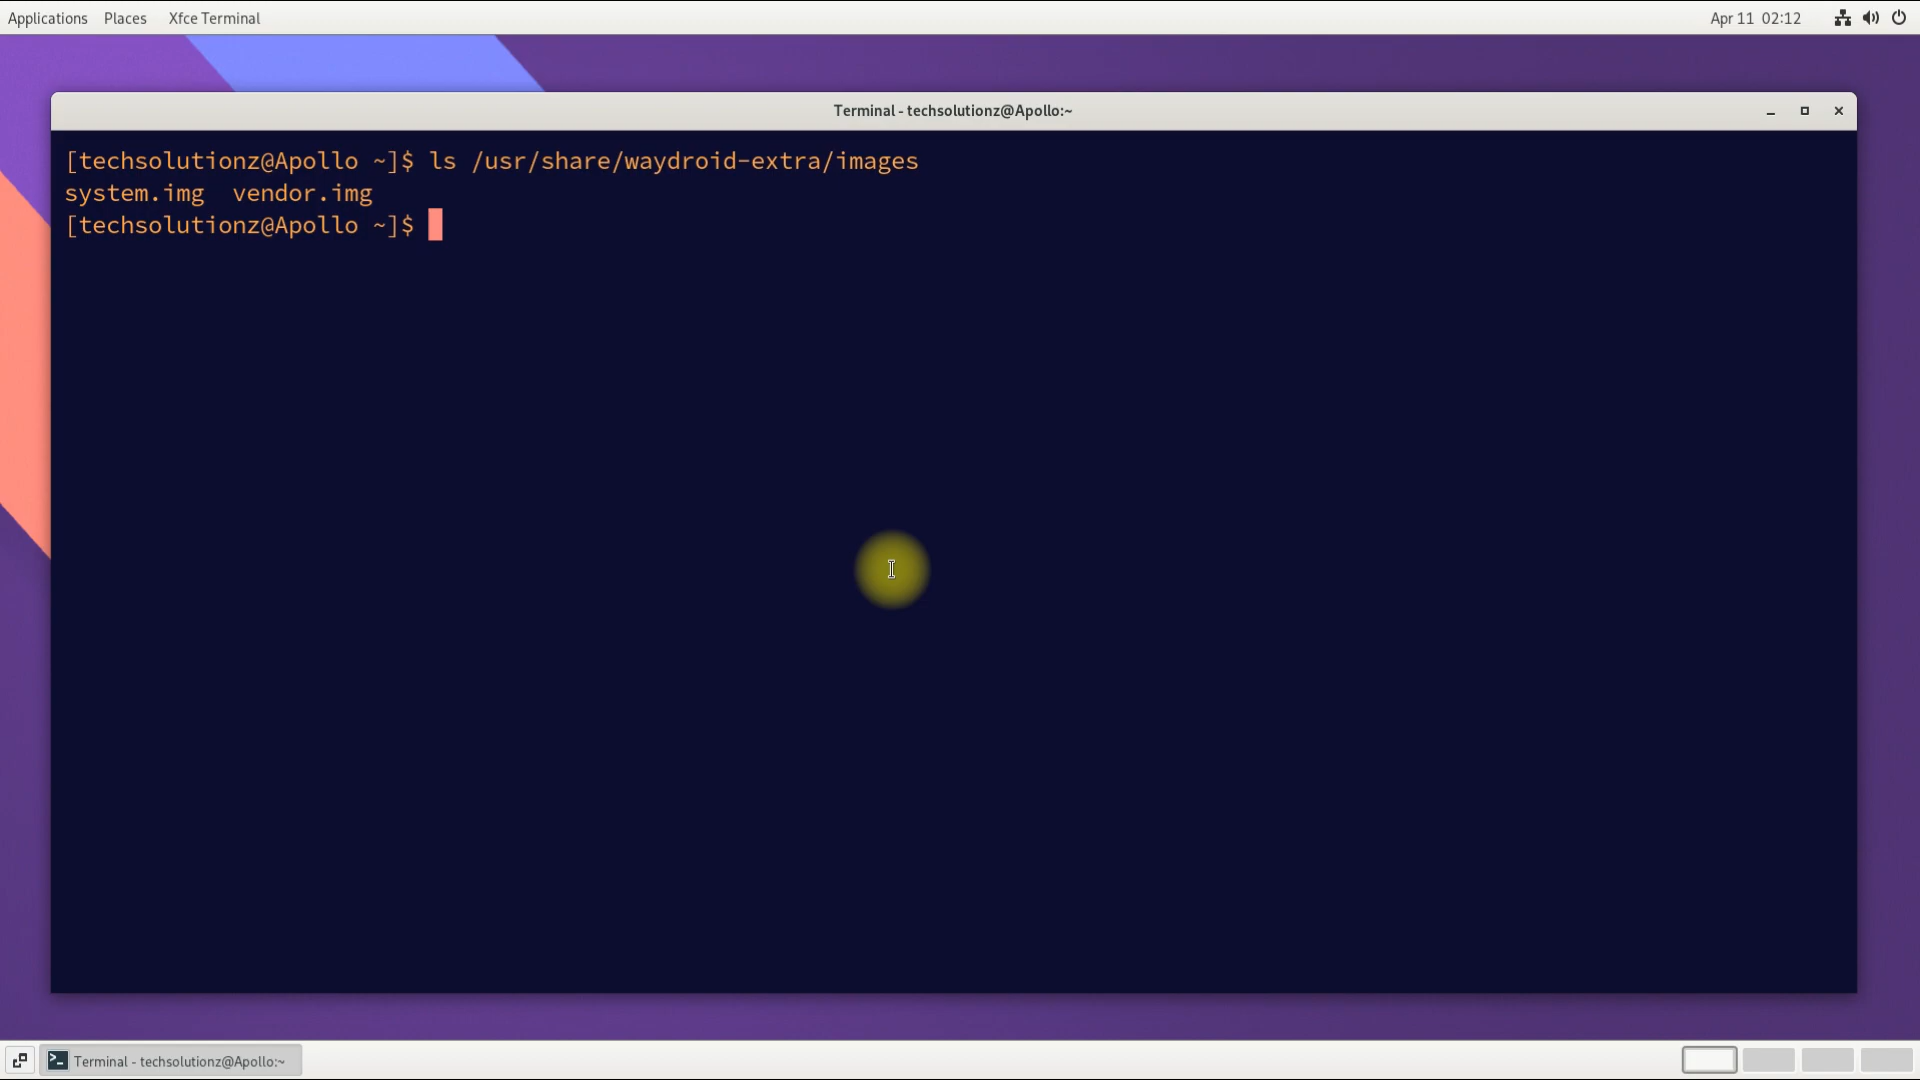 Applications Places Xfce Terminal Apr 11 02:12
Terminal - techsolutionz@Apollo:~
[techsolutionz@Apollo ~]$ ls /usr/share/waydroid-extra/images
system.img vendor.img
[techsolutionz@Apollo ~]$
Terminal - techsolutionz@Apollo:~